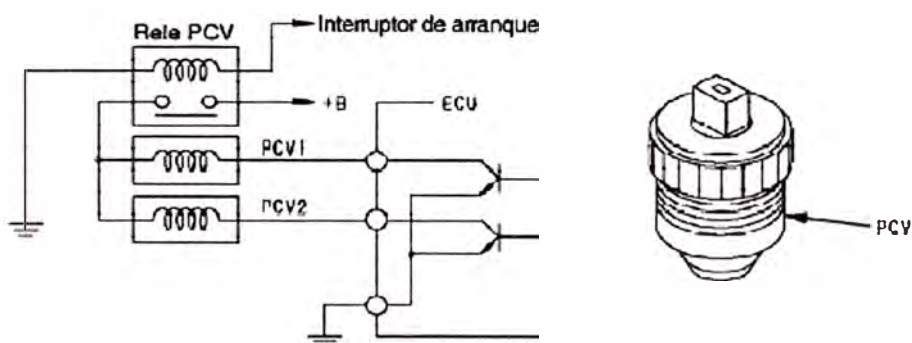 Rele PCV
Interruptor de arranque
+B
ECU
PCV1
PCV2
PCV